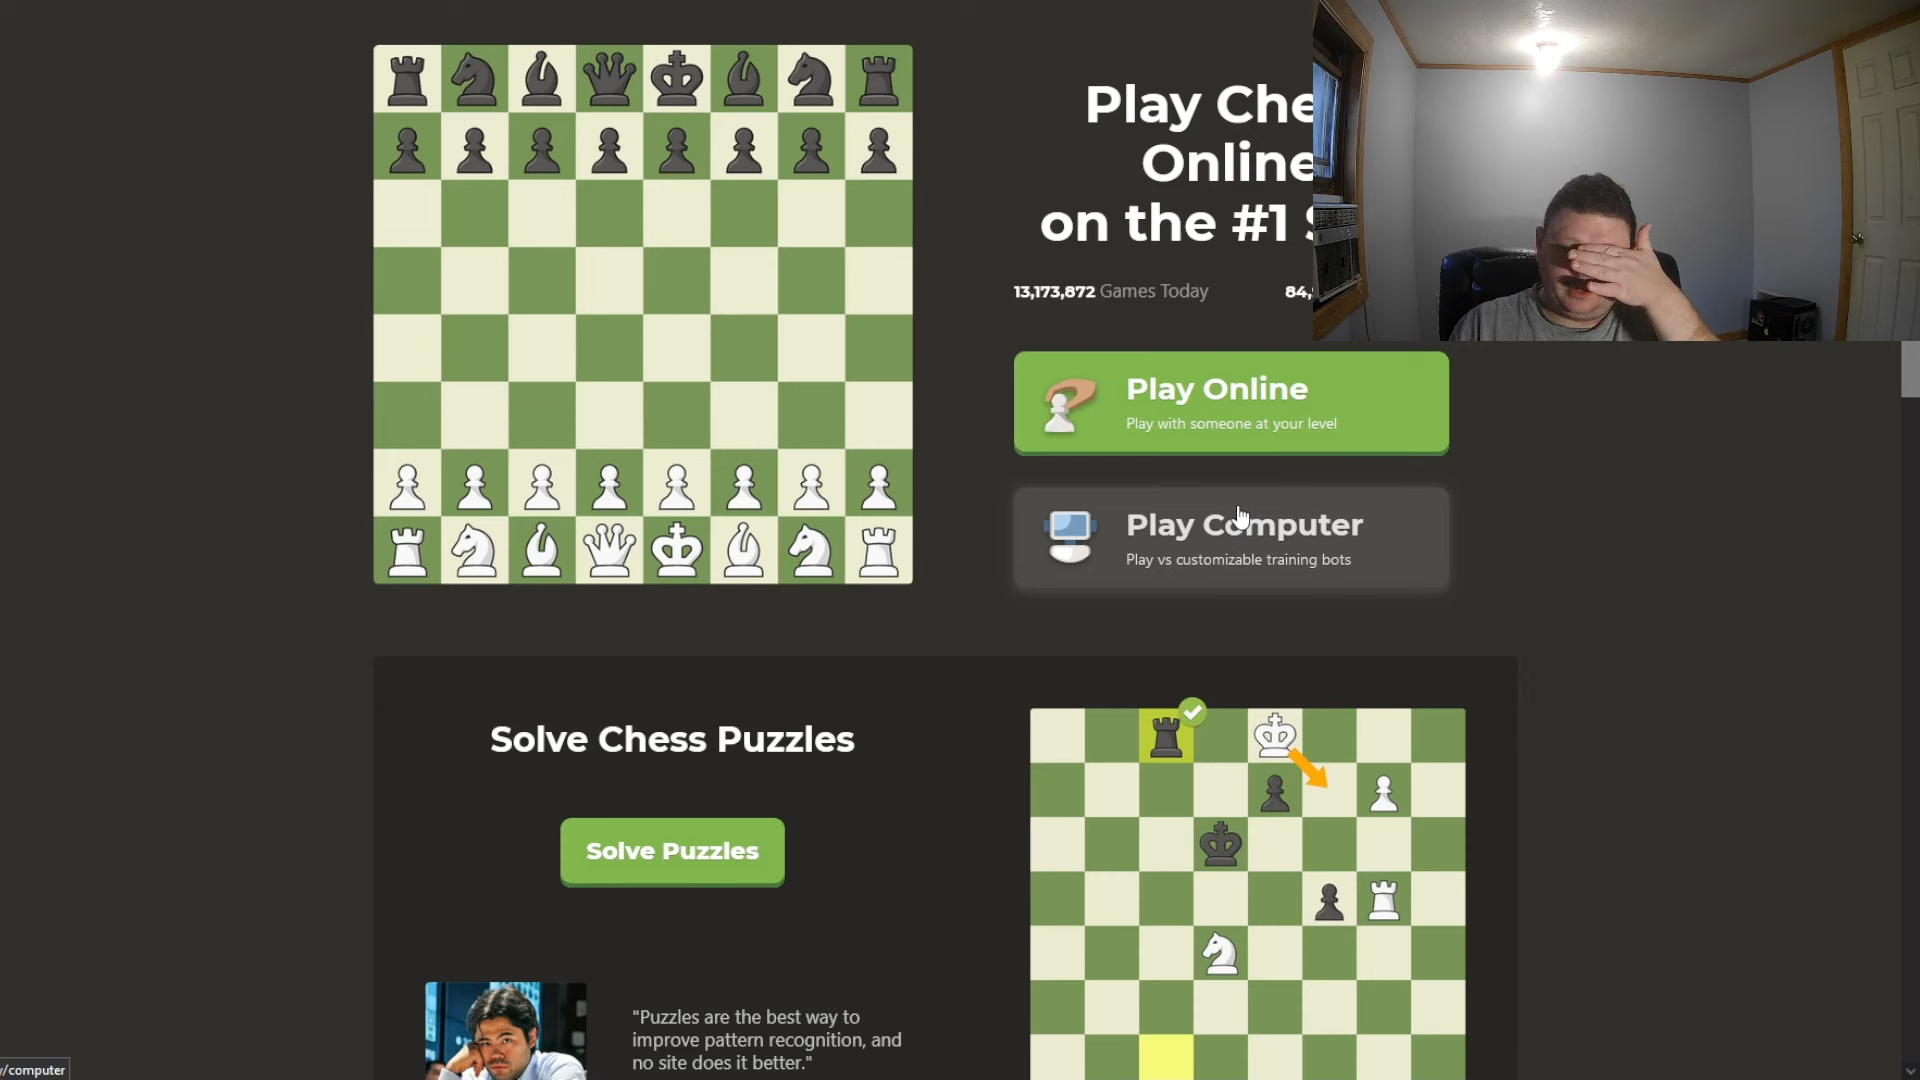 Play Che
Online
on the #1
13,173,872 Games Today
84,
Play Online
Play with someone at your level
Play Computer
Play vs customizable training bots
Solve Chess Puzzles
Solve Puzzles
"Puzzles are the best way to
improve pattern recognition, and
no site does it better."
/computer